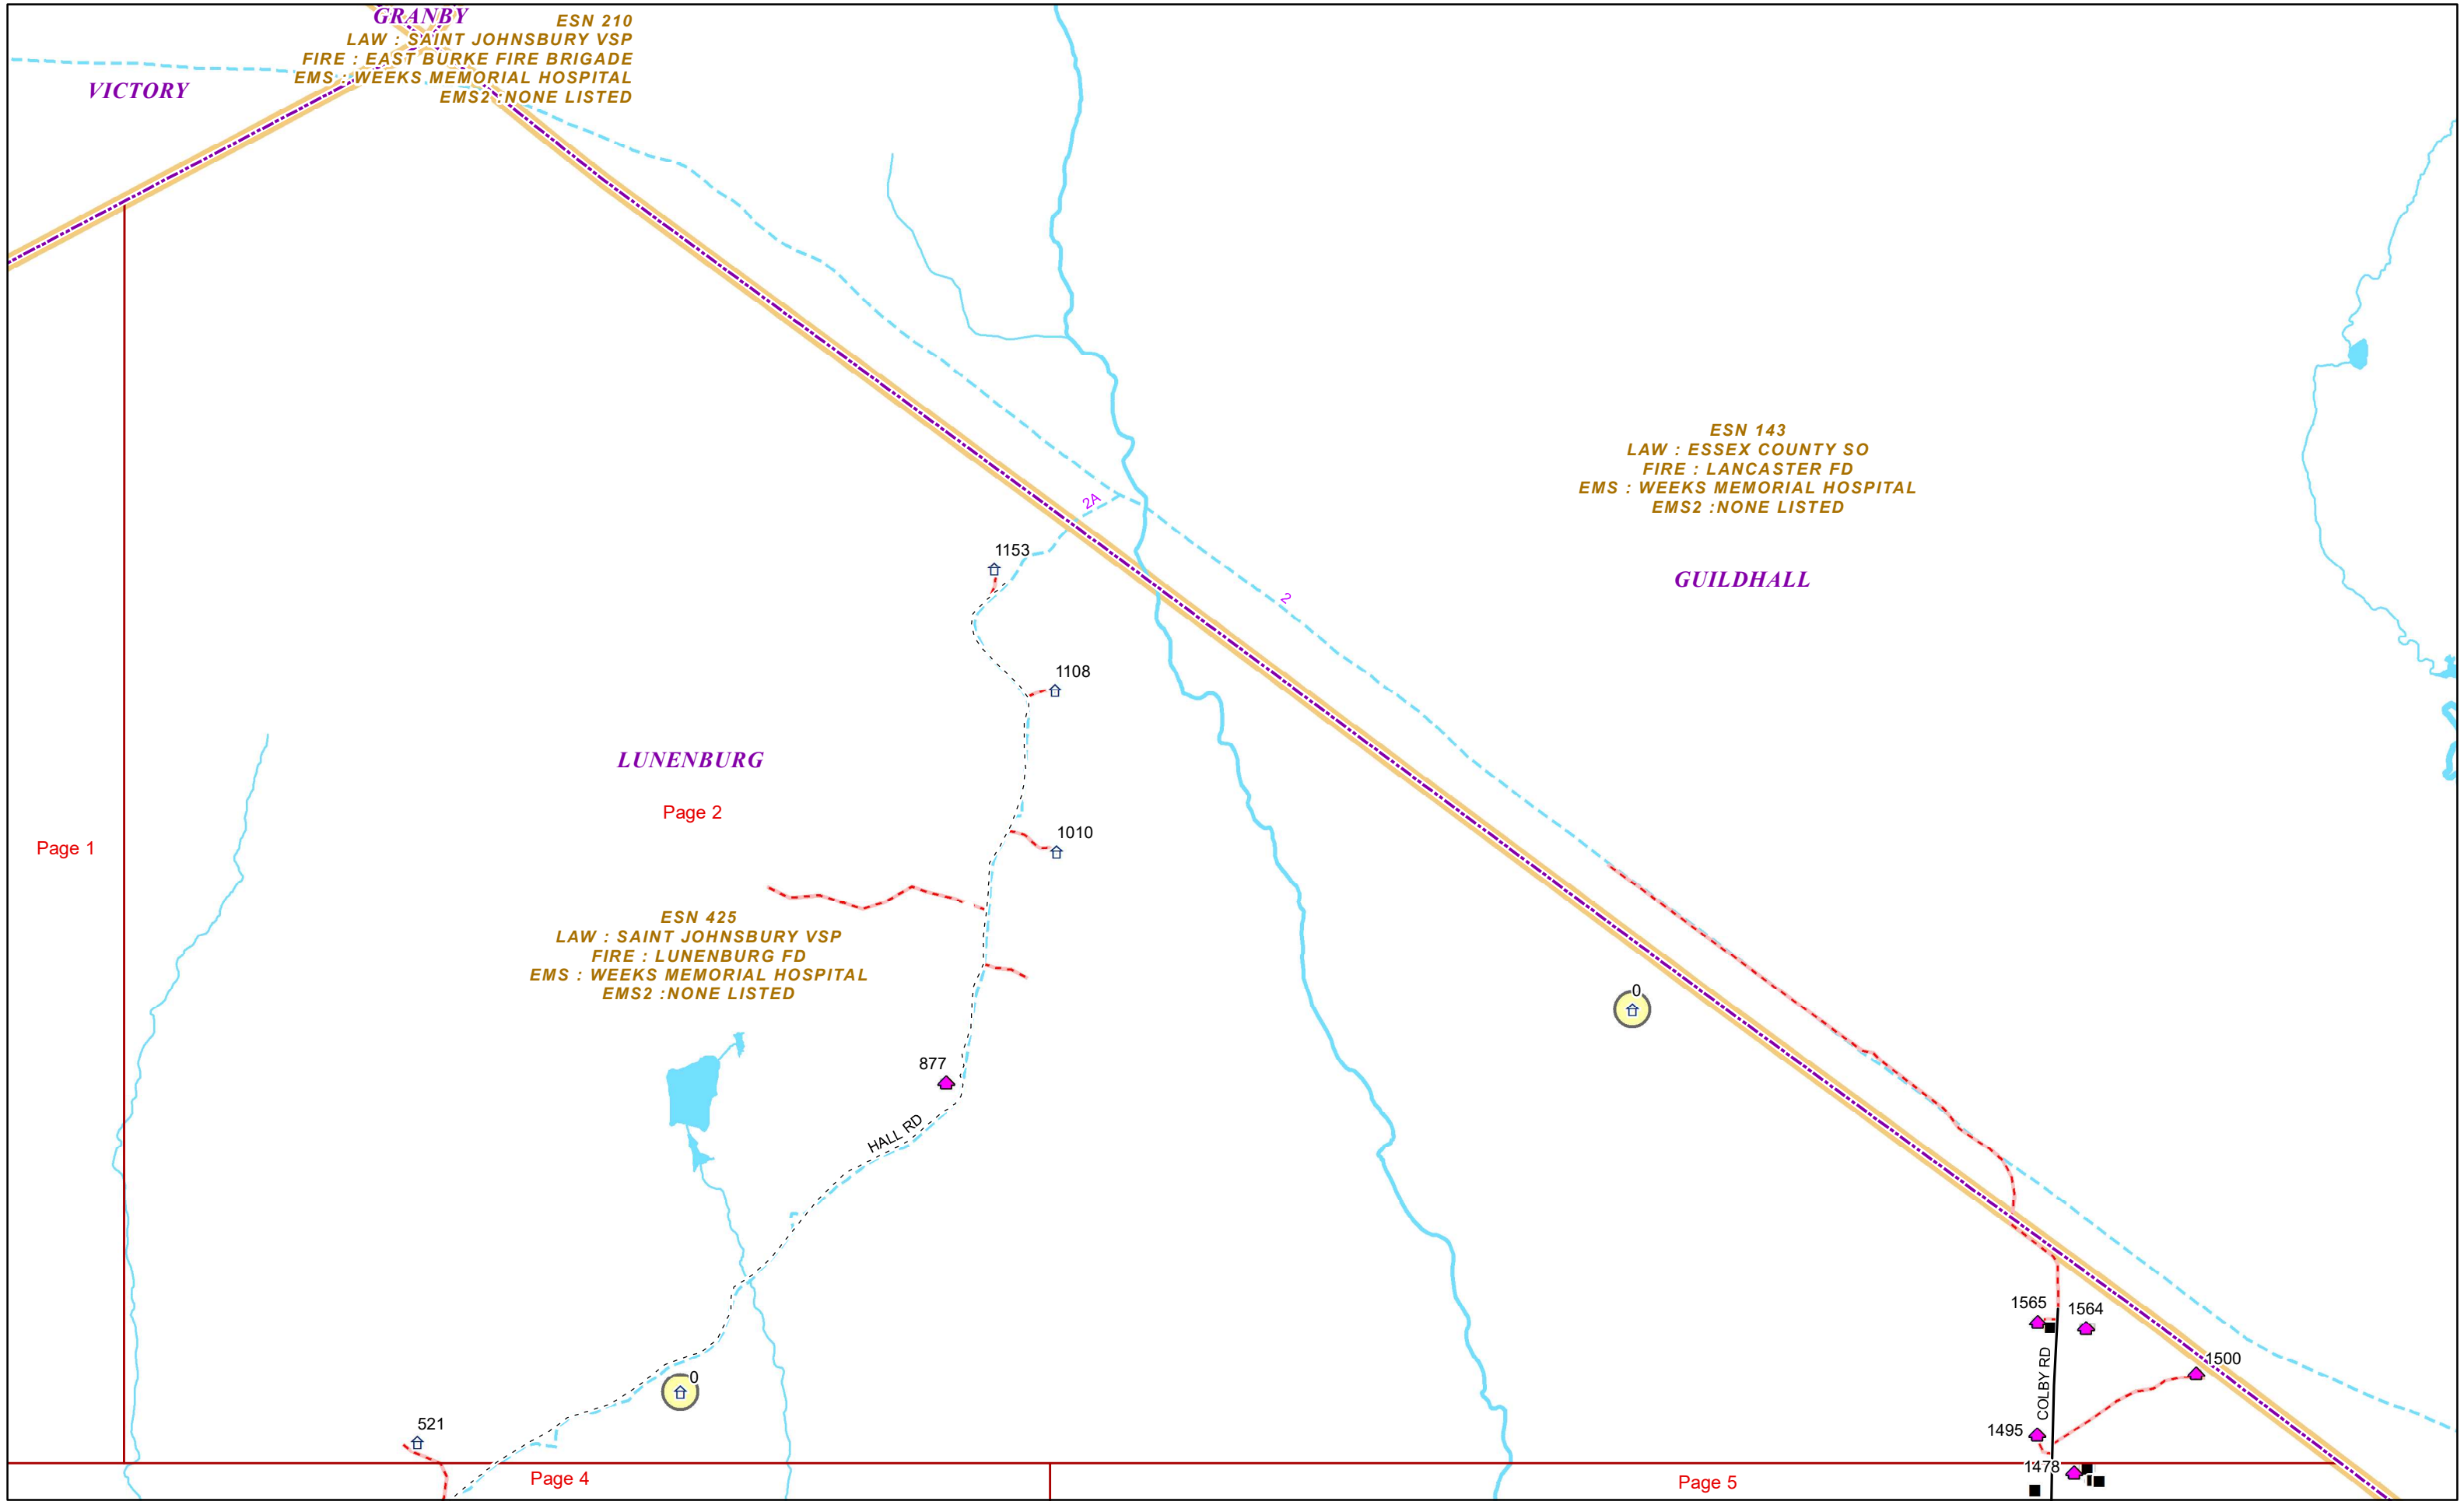 GRANBY
ESN 210
LAW : SAINT JOHNSBURY VSP
FIRE : EAST BURKE FIRE BRIGADE
EMS : WEEKS MEMORIAL HOSPITAL
EMS2 :NONE LISTED
VICTORY
ESN 143
LAW : ESSEX COUNTY SO
FIRE : LANCASTER FD
EMS : WEEKS MEMORIAL HOSPITAL
EMS2 :NONE LISTED
2A
1153
GUILDHALL
2
1108
LUNENBURG
Page 2
1010
Page 1
ESN 425
LAW : SAINT JOHNSBURY VSP
FIRE : LUNENBURG FD
EMS : WEEKS MEMORIAL HOSPITAL
EMS2 :NONE LISTED
0
877
HALL RD
1565
1564
COLBY RD
1500
0
521
1495
1478
Page 4
Page 5